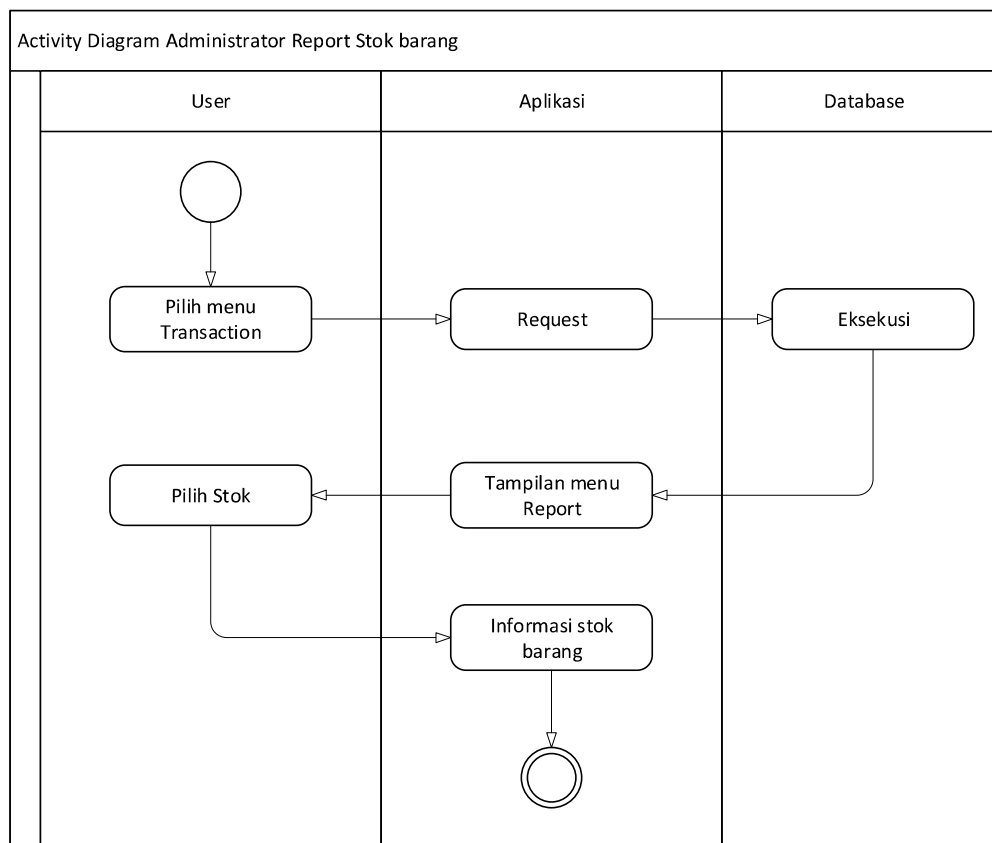 Activity Diagram Administrator Report Stok barang
User
Aplikasi
Database
Pilih menu
Transaction
Request
Eksekusi
Pilih Stok
Tampilan menu
Report
Informasi stok
barang